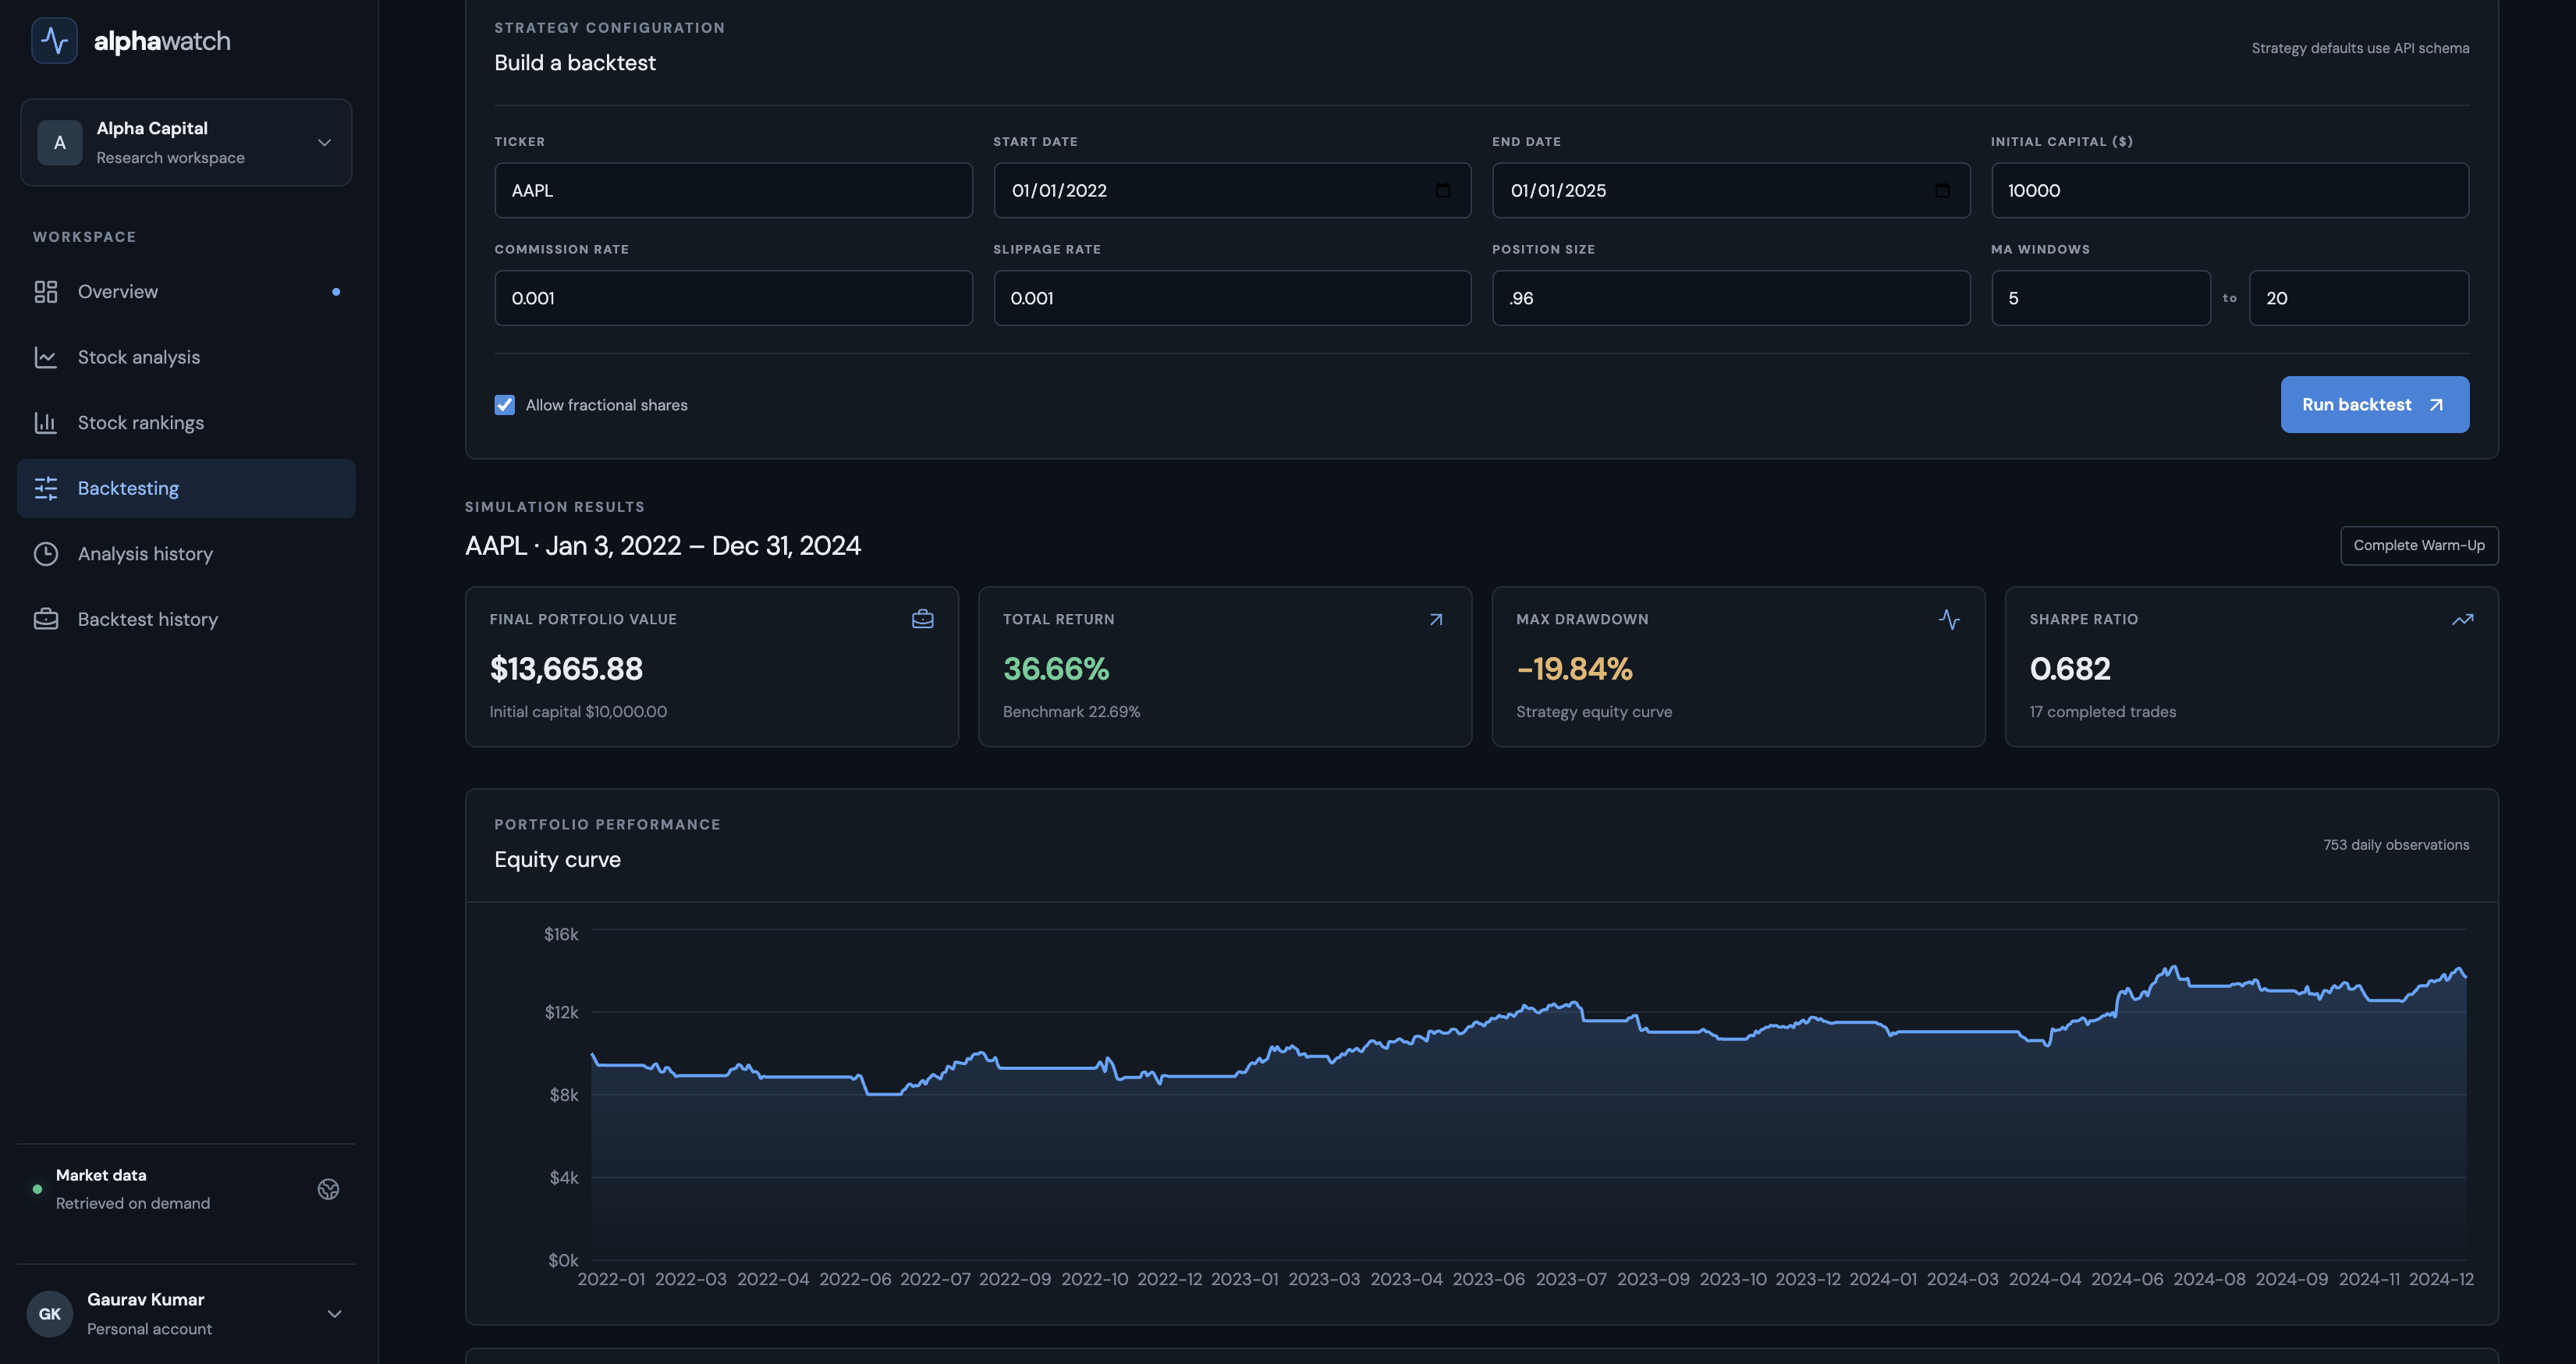 alphawatch
A
Alpha Capital
Research workspace
WORKSPACE
Overview
Stock analysis
Stock rankings
Backtesting
Analysis history
Backtest history
Market data
Retrieved on demand
GK
Gaurav Kumar
Personal account
STRATEGY CONFIGURATION
Build a backtest
Strategy defaults use API schema
TICKER START DATE END DATE INITIAL CAPITAL ($)
AAPL 01/01/2022 01/01/2025 10000
COMMISSION RATE SLIPPAGE RATE POSITION SIZE MA WINDOWS
0.001 0.001 .96 5 to 20
Allow fractional shares Run backtest
SIMULATION RESULTS
AAPL · Jan 3, 2022 – Dec 31, 2024
Complete Warm-Up
FINAL PORTFOLIO VALUE
$13,665.88
Initial capital $10,000.00
TOTAL RETURN
36.66%
Benchmark 22.69%
MAX DRAWDOWN
-19.84%
Strategy equity curve
SHARPE RATIO
0.682
17 completed trades
PORTFOLIO PERFORMANCE
Equity curve
753 daily observations
$16k
$12k
$8k
$4k
$0k
2022-01 2022-03 2022-04 2022-06 2022-07 2022-09 2022-10 2022-12 2023-01 2023-03 2023-04 2023-06 2023-07 2023-09 2023-10 2023-12 2024-01 2024-03 2024-04 2024-06 2024-08 2024-09 2024-11 2024-12